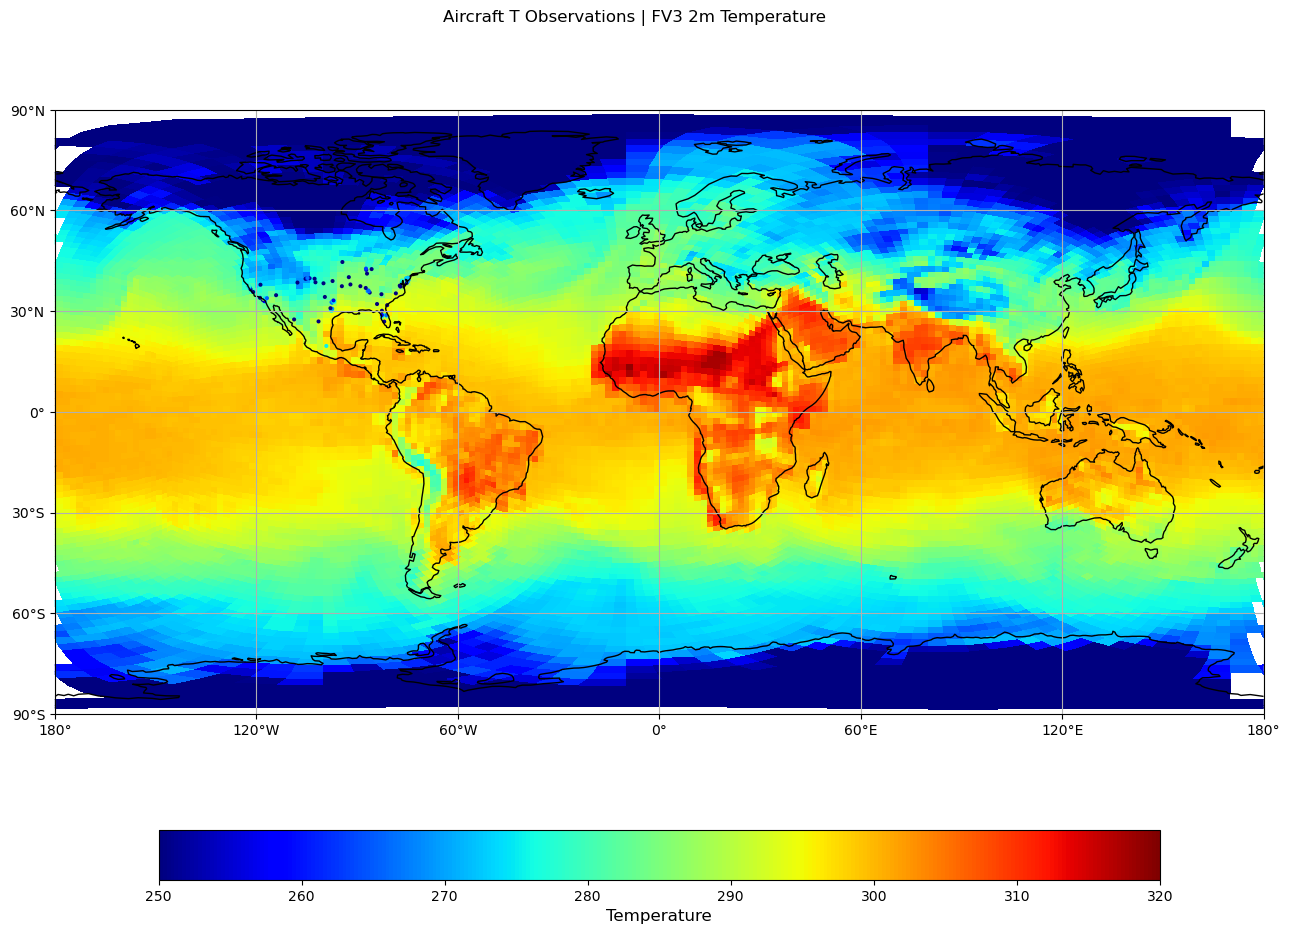 Aircraft T Observations | FV3 2m Temperature
90°N
60°N
30°N
0°
30°S
60°S
90°S
180° 120°W 60°W 0° 60°E 120°E 180°
250 260 270 280 290 300 310 320
Temperature